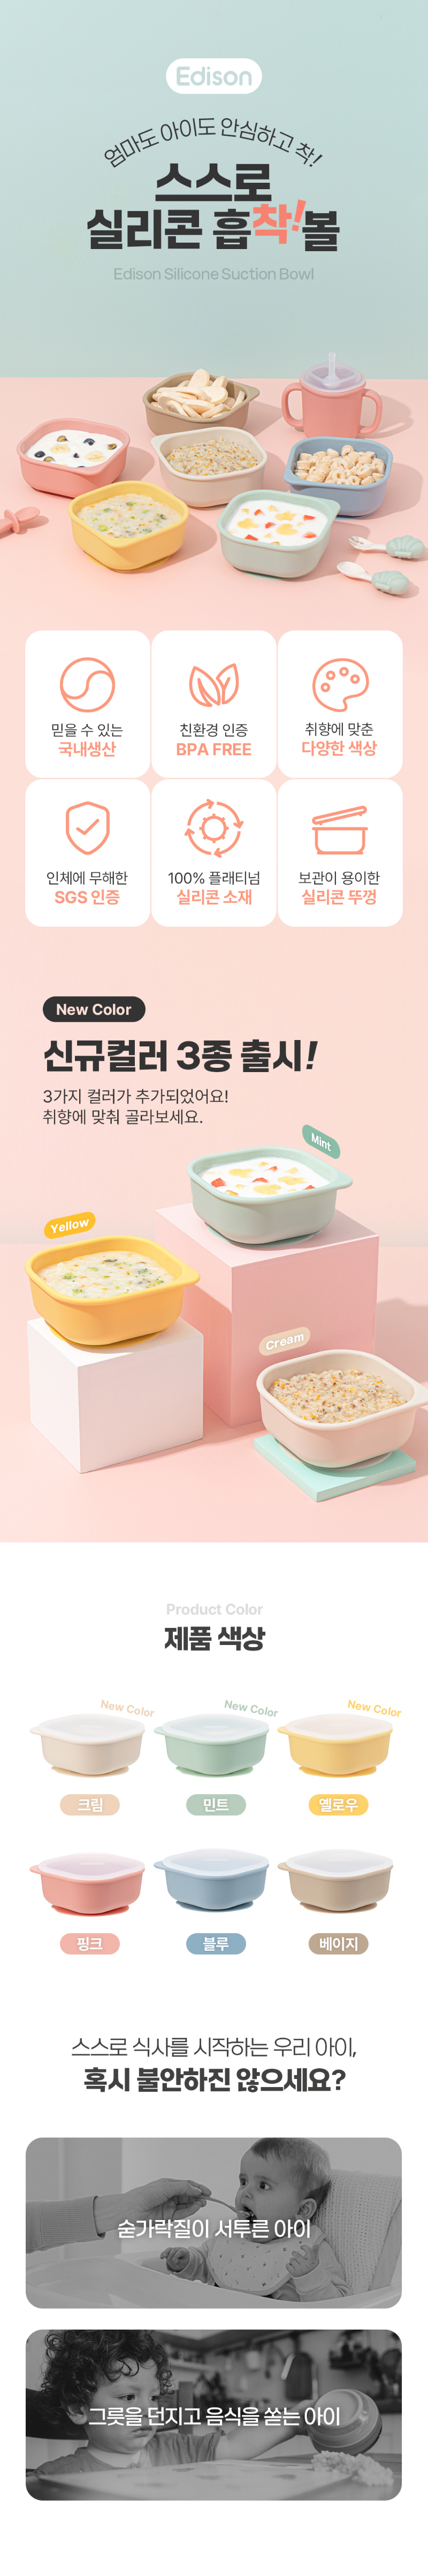 Edison
엄마도 아이도 안심하고 착!
스스로
실리콘 흡착!볼
Edison Silicone Suction Bowl
믿을 수 있는
국내생산
친환경 인증
BPA FREE
취향에 맞춘
다양한 색상
인체에 무해한
SGS 인증
100% 플래티넘
실리콘 소재
보관이 용이한
실리콘 뚜껑
New Color
신규컬러 3종 출시!
3가지 컬러가 추가되었어요!
취향에 맞춰 골라보세요.
Mint
Yellow
Cream
Product Color
제품 색상
New Color
New Color
New Color
크림
민트
옐로우
핑크
블루
베이지
스스로 식사를 시작하는 우리 아이,
혹시 불안하진 않으세요?
숟가락질이 서투른 아이
그릇을 던지고 음식을 쏟는 아이